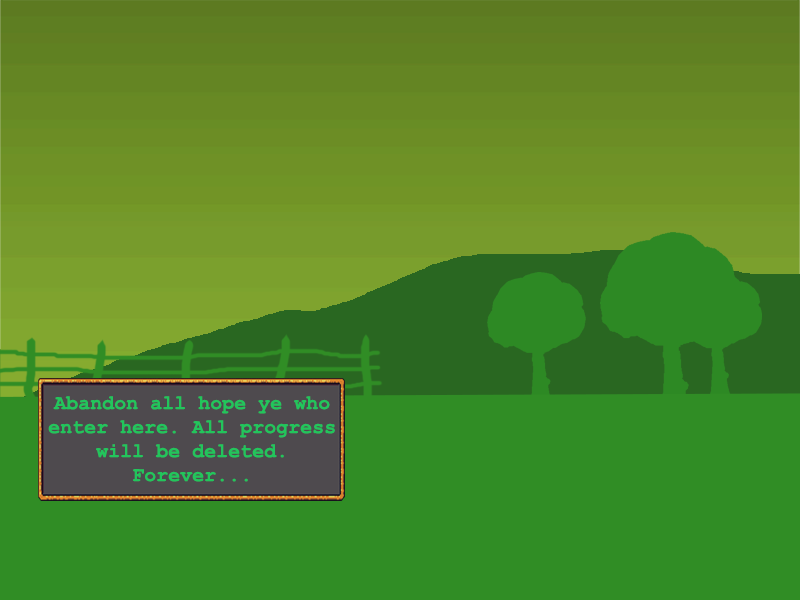 Abandon all hope ye who
enter here. All progress
will be deleted.
Forever...